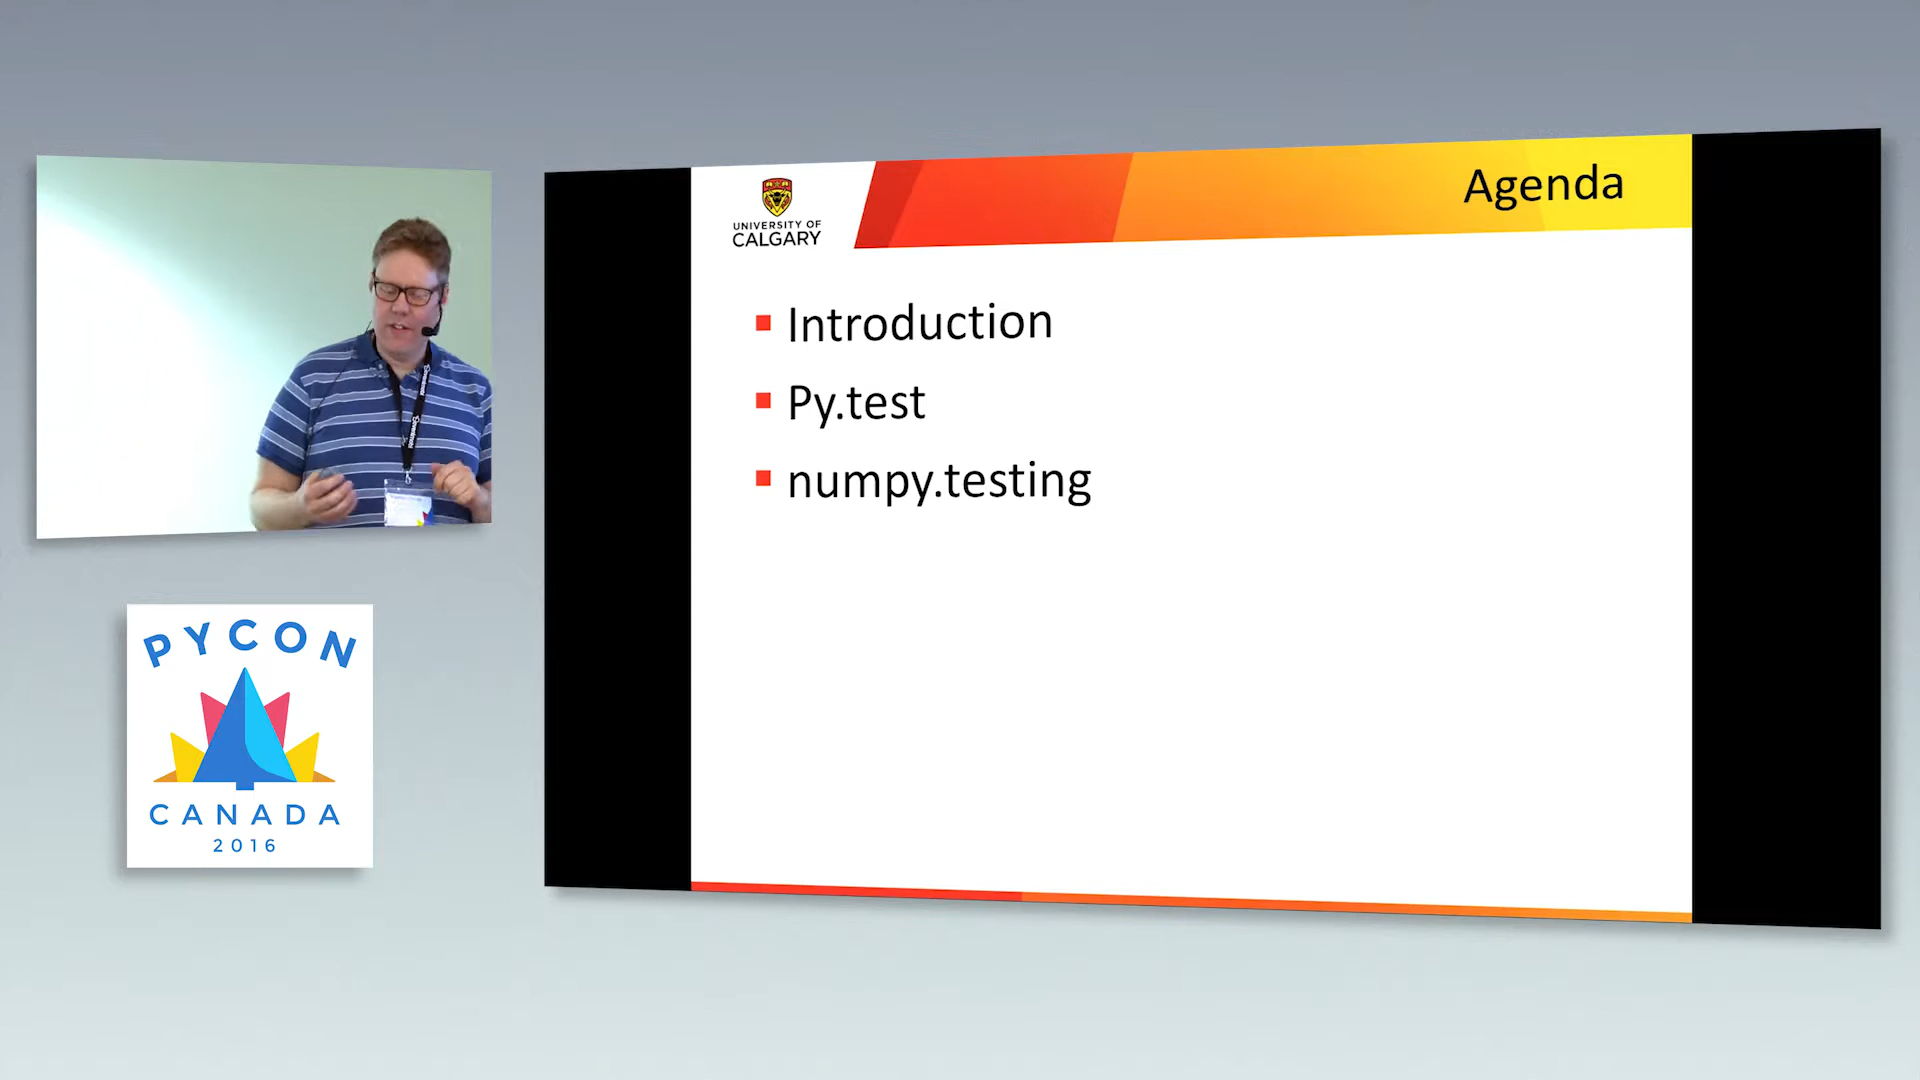 UNIVERSITY OF
CALGARY
Agenda
Introduction
Py.test
numpy.testing
PYCON
CANADA
2016